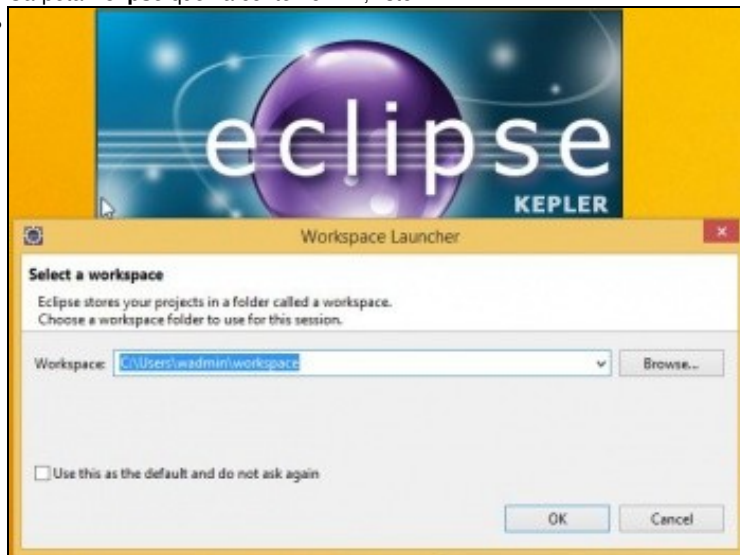 eclipse
KEPLER
Workspace Launcher
Select a workspace
Eclipse stores your projects in a folder called a workspace.
Choose a workspace folder to use for this session.
Workspace: C:\Users\wadmin\workspace Browse...
Use this as the default and do not ask again
OK Cancel